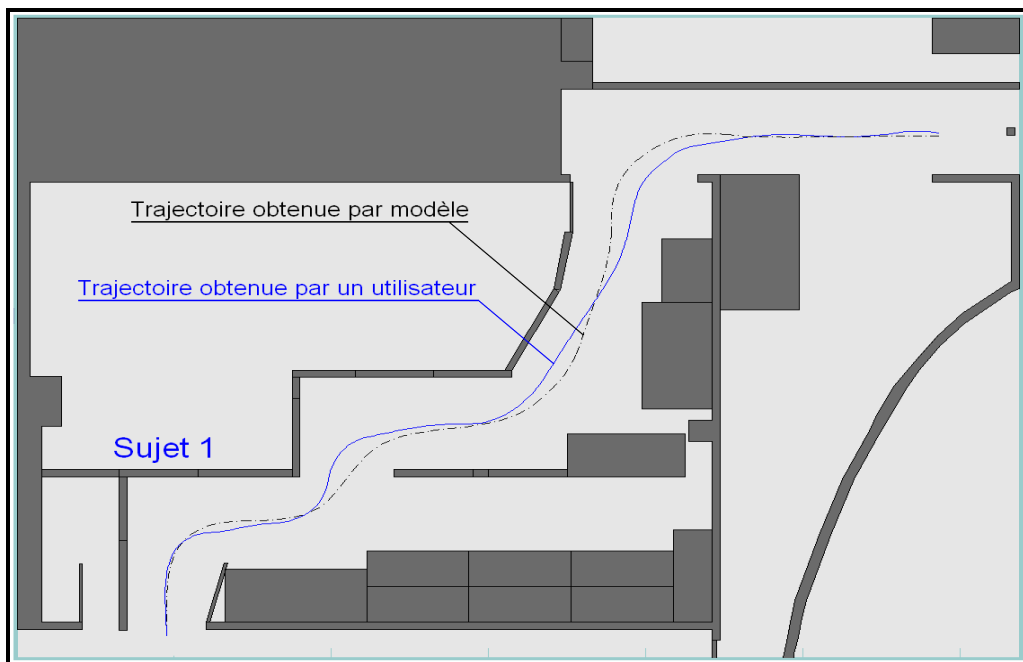 Trajectoire obtenue par modèle
Trajectoire obtenue par un utilisateur
Sujet 1